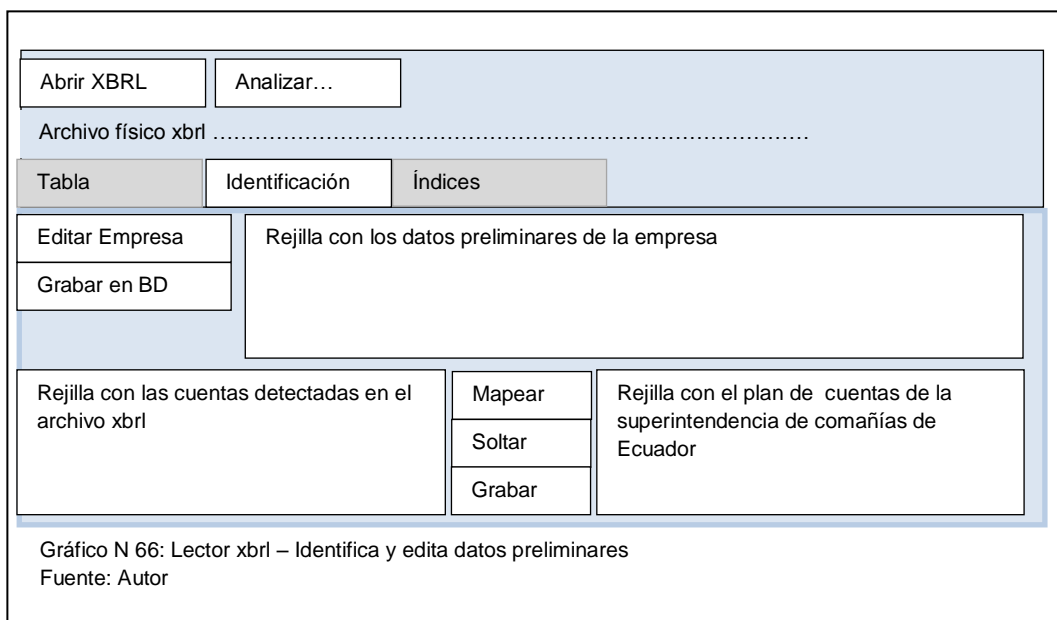 Abrir XBRL
Analizar…
Archivo físico xbrl …………………………………………………………………………
Tabla
Identificación
Índices
Editar Empresa
Grabar en BD
Rejilla con los datos preliminares de la empresa
Rejilla con las cuentas detectadas en el
archivo xbrl
Mapear
Soltar
Grabar
Rejilla con el plan de cuentas de la
superintendencia de comañías de
Ecuador
Gráfico N 66: Lector xbrl – Identifica y edita datos preliminares
Fuente: Autor